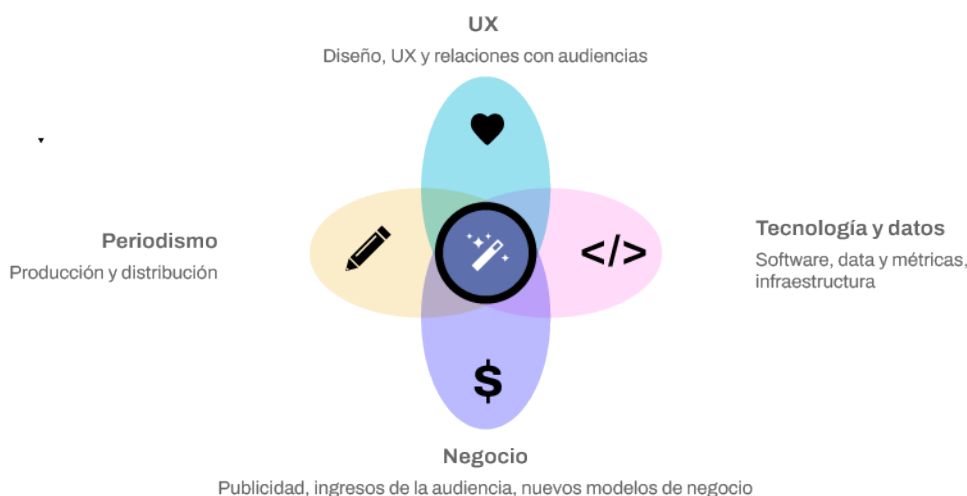 UX
Diseño, UX y relaciones con audiencias
Periodismo
Producción y distribución
</>
Tecnología y datos
Software, data y métricas,
infraestructura
$
Negocio
Publicidad, ingresos de la audiencia, nuevos modelos de negocio